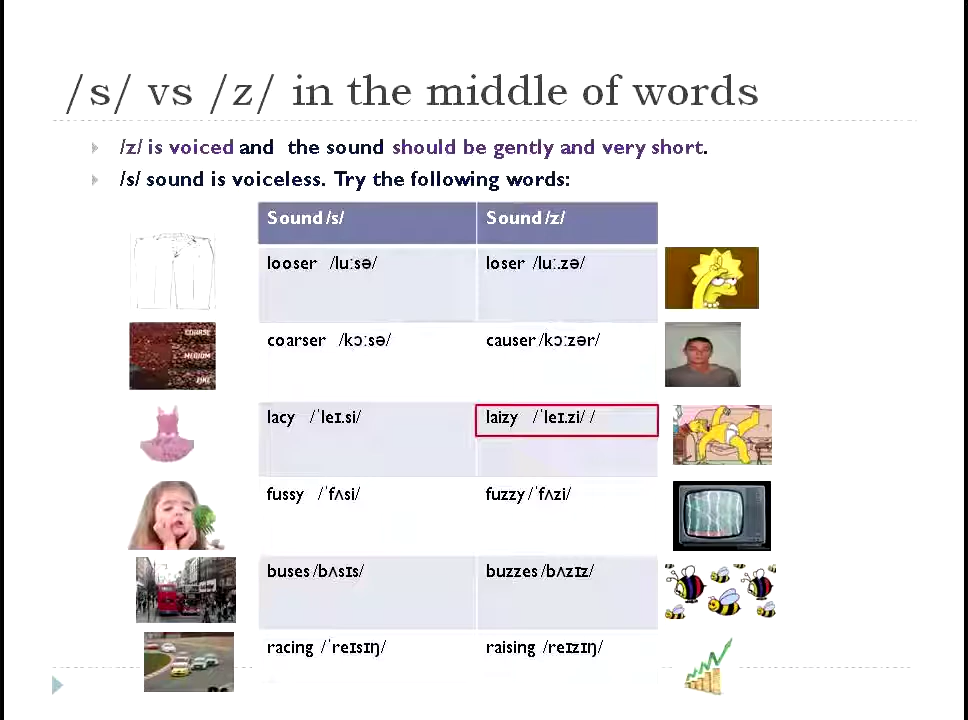 /s/ vs /z/ in the middle of words
/z/ is voiced and the sound should be gently and very short.
/s/ sound is voiceless. Try the following words:
Sound /s/ Sound /z/
looser /luːsə/ loser /luː.zə/
coarser /kɔːsə/ causer /kɔːzər/
COARSE
MEDIUM
FINE
lacy /ˈleɪ.si/ laizy /ˈleɪ.zi/ /
fussy /ˈfʌsi/ fuzzy /ˈfʌzi/
buses /bʌsɪs/ buzzes /bʌzɪz/
racing /ˈreɪsɪŋ/ raising /reɪzɪŋ/